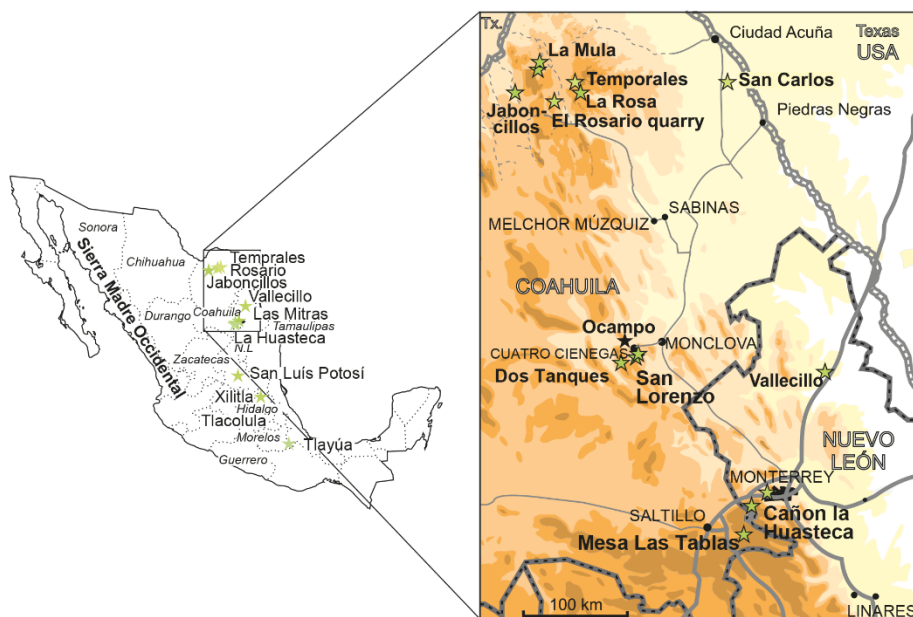 Sonora
Chihuahua
Sierra Madre Occidental
Temprales
Rosario
Jaboncillos
Vallecillo
Coahuila
Las Mitras
Durango
Tamaulipas
La Huasteca
N.L
Zacatecas
San Luís Potosí
Xilitla
Hidalgo
Tlacolula
Morelos
Tlayúa
Guerrero
Tx.
Ciudad Acuña
Texas
USA
La Mula
Temporales
San Carlos
La Rosa
Jabon-
cillos
El Rosario quarry
Piedras Negras
SABINAS
MELCHOR MÚZQUIZ
COAHUILA
Ocampo
CUATRO CIENEGAS
MONCLOVA
Dos Tanques
San
Lorenzo
Vallecillo
NUEVO
LEÓN
MONTERREY
SALTILLO
Cañon la
Huasteca
Mesa Las Tablas
100 km
LINARES